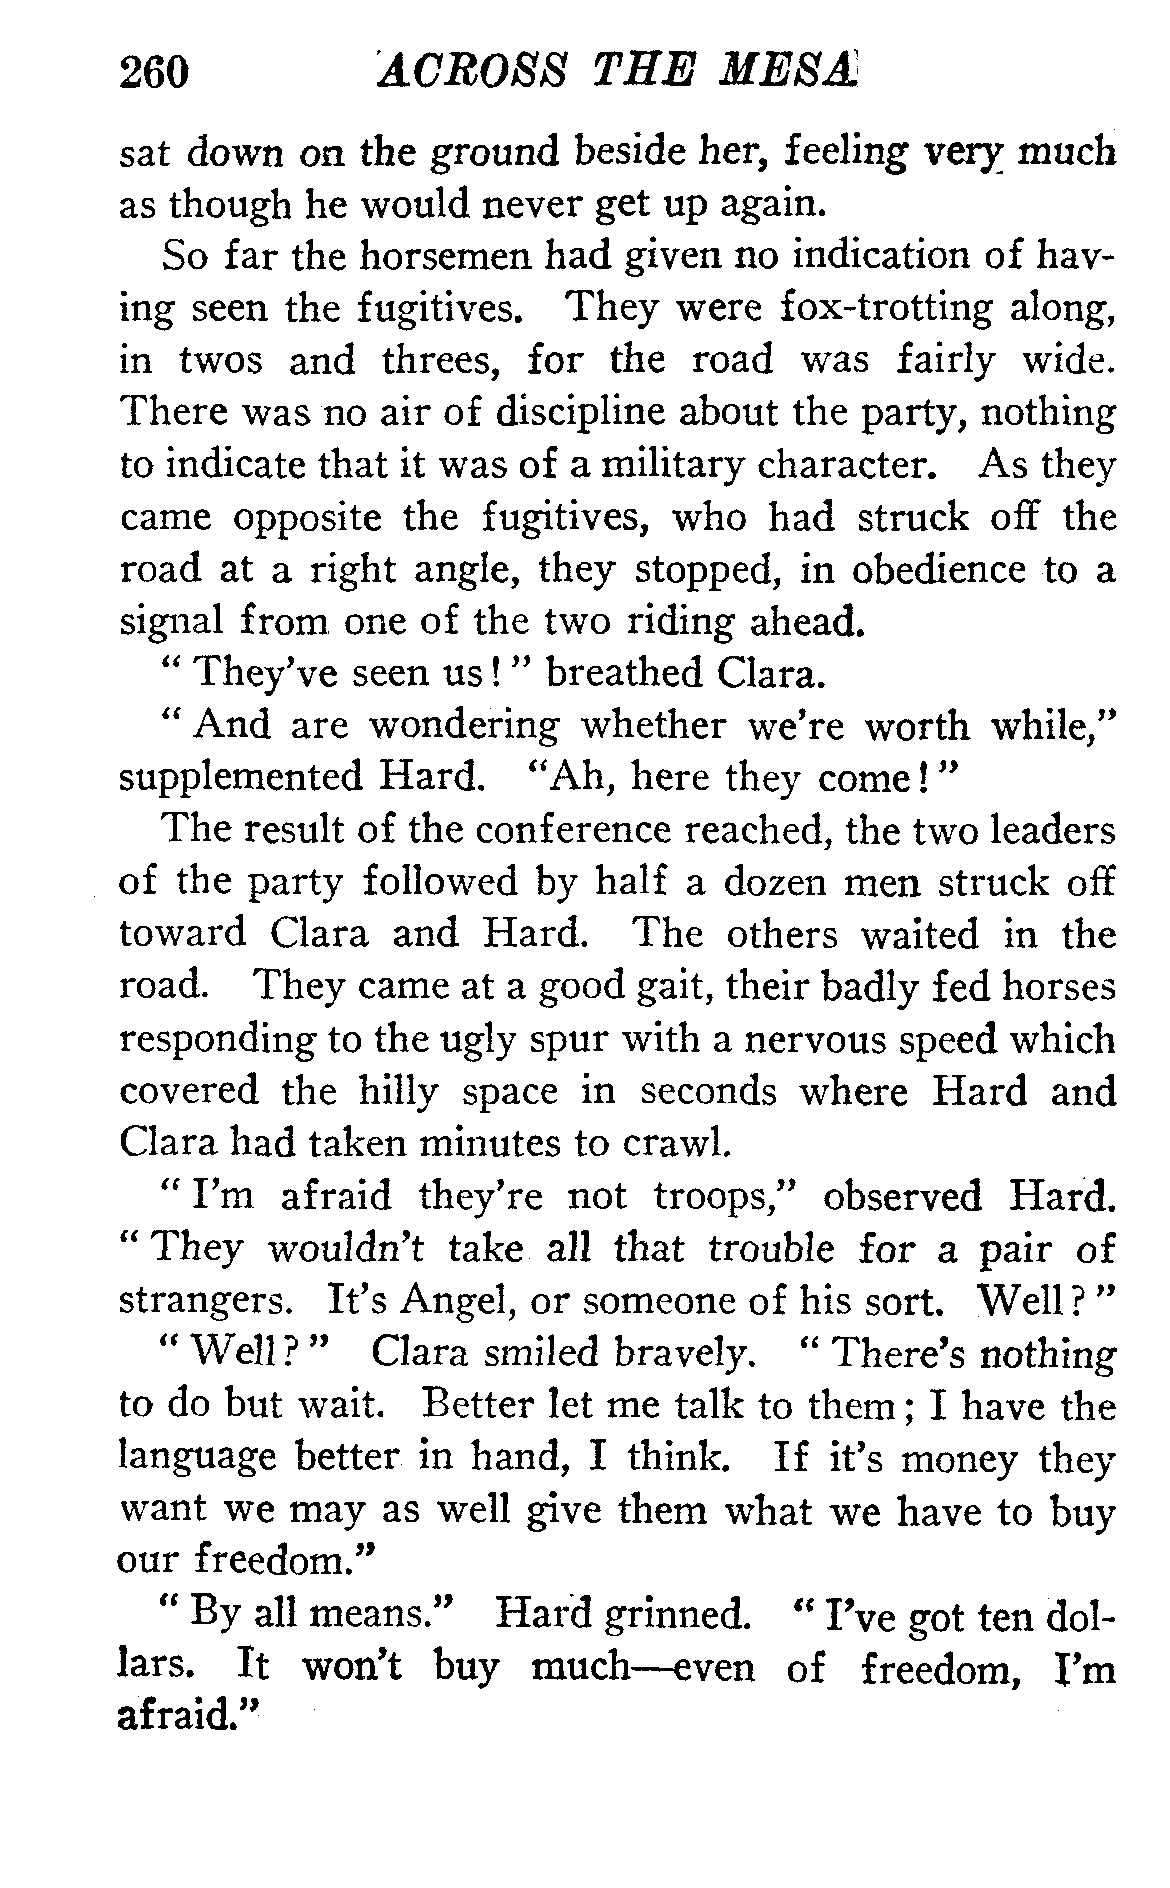 260 ACROSS THE MESA
sat down on the ground beside her, feeling very much
as though he would never get up again.
So far the horsemen had given no indication of hav-
ing seen the fugitives. They were fox-trotting along,
in twos and threes, for the road was fairly wide.
There was no air of discipline about the party, nothing
to indicate that it was of a military character. As they
came opposite the fugitives, who had struck off the
road at a right angle, they stopped, in obedience to a
signal from one of the two riding ahead.
" They've seen us! " breathed Clara.
" And are wondering whether we're worth while,"
supplemented Hard. "Ah, here they come! "
The result of the conference reached, the two leaders
of the party followed by half a dozen men struck off
toward Clara and Hard. The others waited in the
road. They came at a good gait, their badly fed horses
responding to the ugly spur with a nervous speed which
covered the hilly space in seconds where Hard and
Clara had taken minutes to crawl.
" I'm afraid they're not troops," observed Hard.
" They wouldn't take all that trouble for a pair of
strangers. It's Angel, or someone of his sort. Well? "
" Well? " Clara smiled bravely. " There's nothing
to do but wait. Better let me talk to them; I have the
language better in hand, I think. If it's money they
want we may as well give them what we have to buy
our freedom."
" By all means." Hard grinned. " I've got ten dol-
lars. It won't buy much—even of freedom, I'm
afraid."